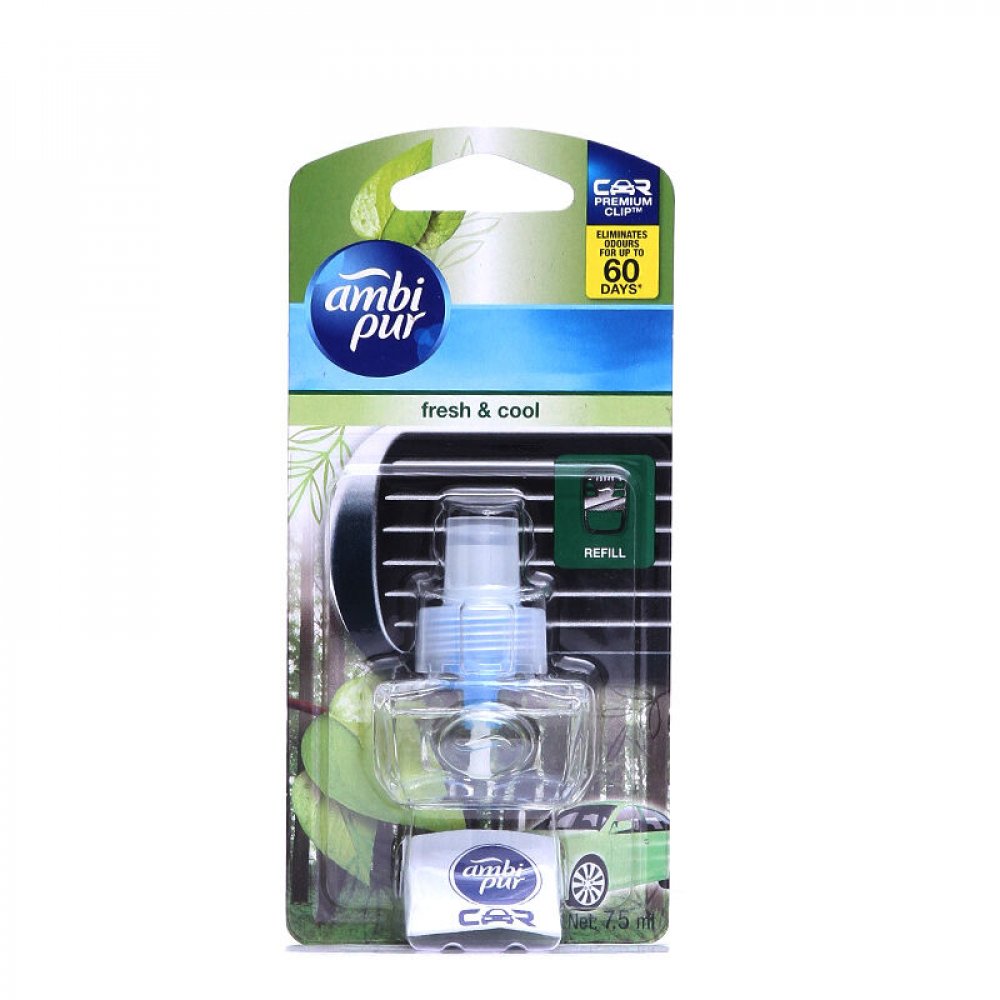 CAR
PREMIUM
CLIP™
ELIMINATES
ODOURS
FOR UP TO
60
DAYS*
ambi
pur
fresh & cool
REFILL
ambi
pur
CAR
Net. 7.5 ml